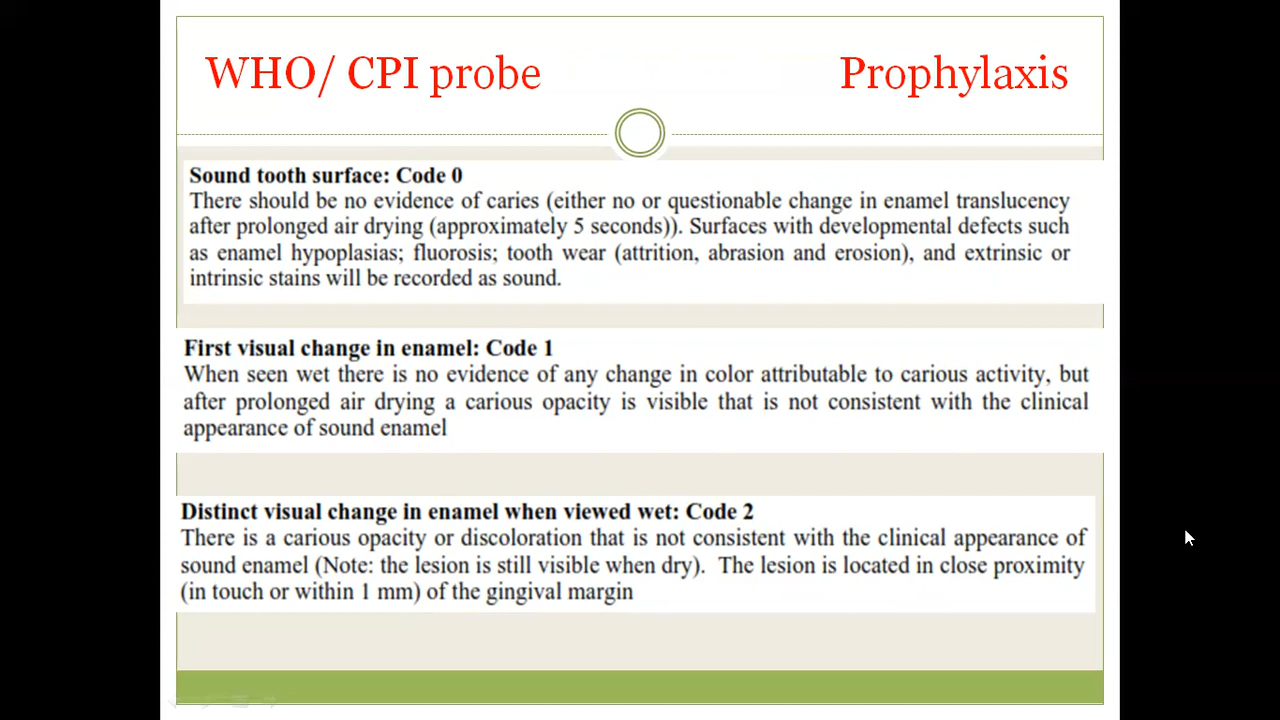 WHO/ CPI probe Prophylaxis
Sound tooth surface: Code 0
There should be no evidence of caries (either no or questionable change in enamel translucency
after prolonged air drying (approximately 5 seconds)). Surfaces with developmental defects such
as enamel hypoplasias; fluorosis; tooth wear (attrition, abrasion and erosion), and extrinsic or
intrinsic stains will be recorded as sound.
First visual change in enamel: Code 1
When seen wet there is no evidence of any change in color attributable to carious activity, but
after prolonged air drying a carious opacity is visible that is not consistent with the clinical
appearance of sound enamel
Distinct visual change in enamel when viewed wet: Code 2
There is a carious opacity or discoloration that is not consistent with the clinical appearance of
sound enamel (Note: the lesion is still visible when dry). The lesion is located in close proximity
(in touch or within 1 mm) of the gingival margin